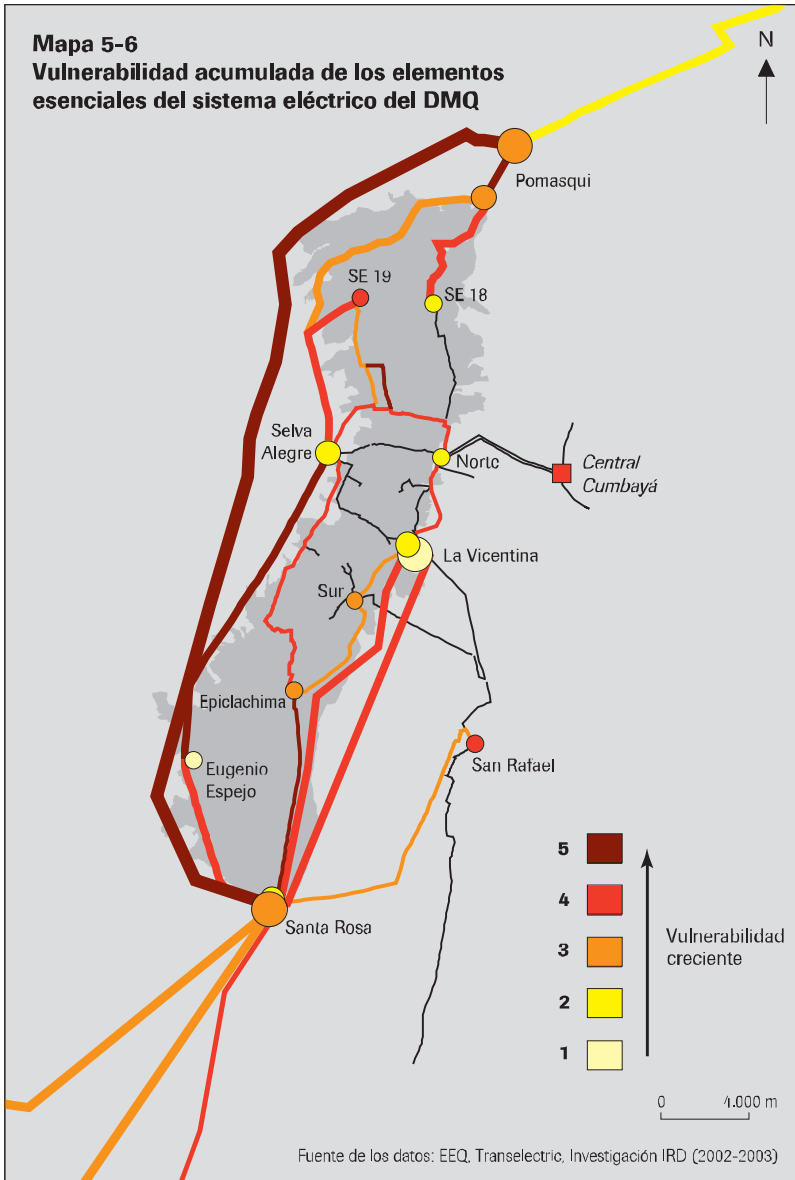 Mapa 5-6
Vulnerabilidad acumulada de los elementos
esenciales del sistema eléctrico del DMQ
N
Pomasqui
SE 19
SE 18
Selva
Alegre
Norte
Central
Cumbayá
La Vicentina
Sur
Epiclachima
Eugenio
Espejo
San Rafael
Santa Rosa
5
4
3
2
1
Vulnerabilidad
creciente
0 4.000 m
Fuente de los datos: EEQ, Transelectric, Investigación IRD (2002-2003)